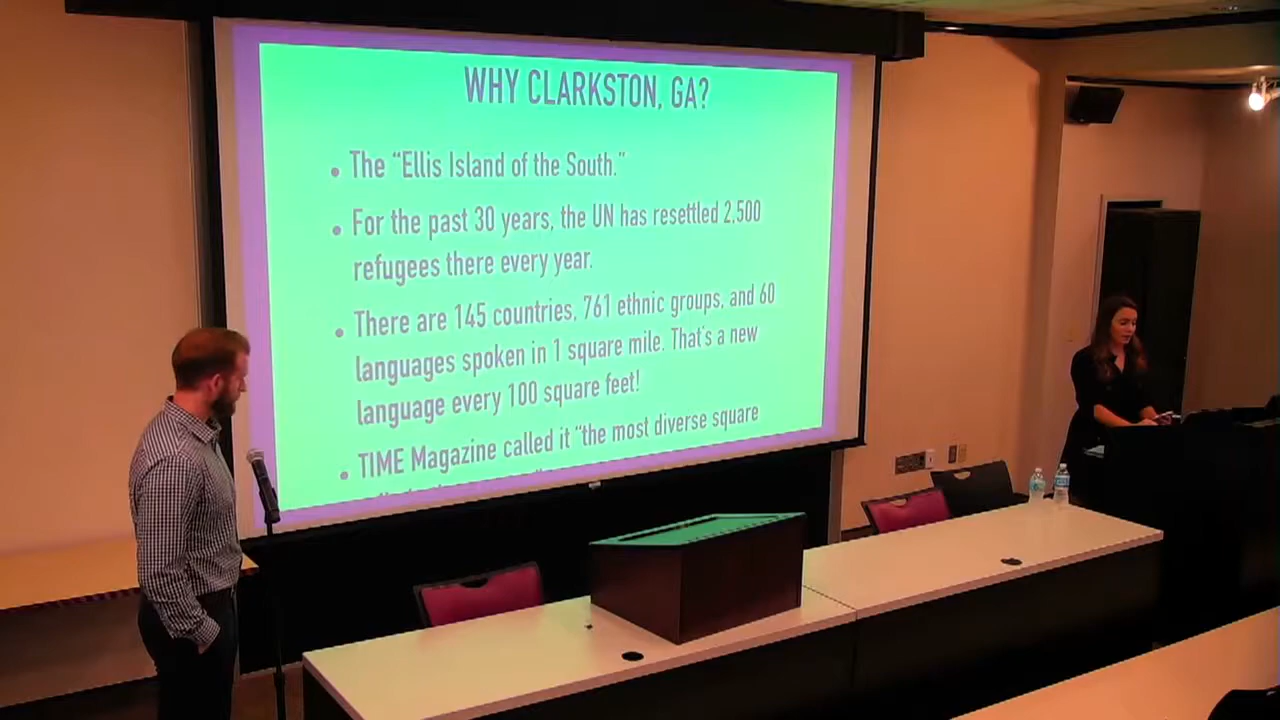 WHY CLARKSTON, GA?
• The “Ellis Island of the South.”
• For the past 30 years, the UN has resettled 2,500
refugees there every year.
• There are 145 countries, 761 ethnic groups, and 60
languages spoken in 1 square mile. That's a new
language every 100 square feet!
• TIME Magazine called it “the most diverse square